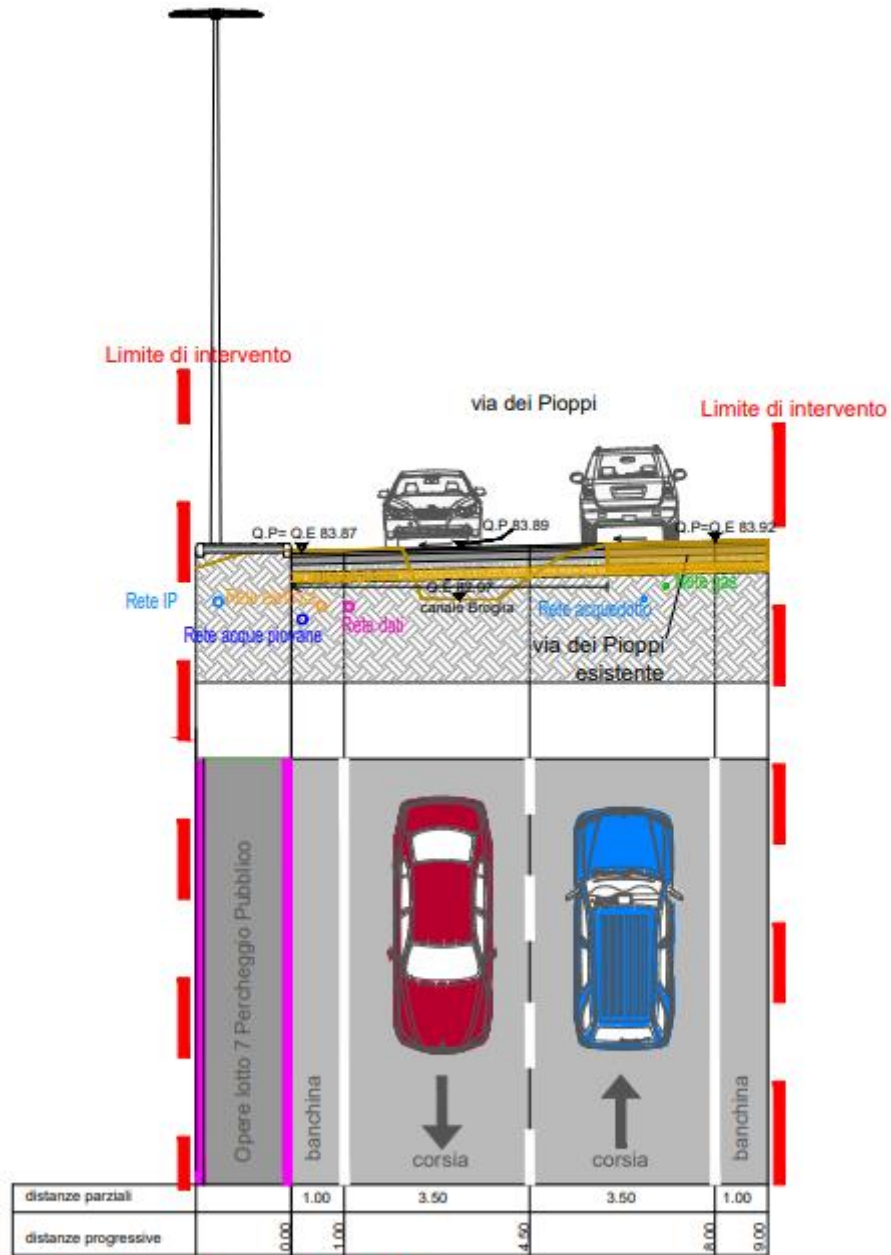 Limite di intervento
via dei Pioppi
Limite di intervento
Q.P= Q.E 83.87
Q.P 83.89
Q.P=Q.E 83.92
Rete gas
Rete IP
canale Broglia
Rete acquedotto
Rete dati
Rete acque piovane
via dei Pioppi
esistente
Opere lotto 7 Percheggio Pubblico
banchina
corsia
corsia
banchina
distanze parziali 1.00 3.50 3.50 1.00
distanze progressive 0.00 1.00 4.50 8.00 9.00